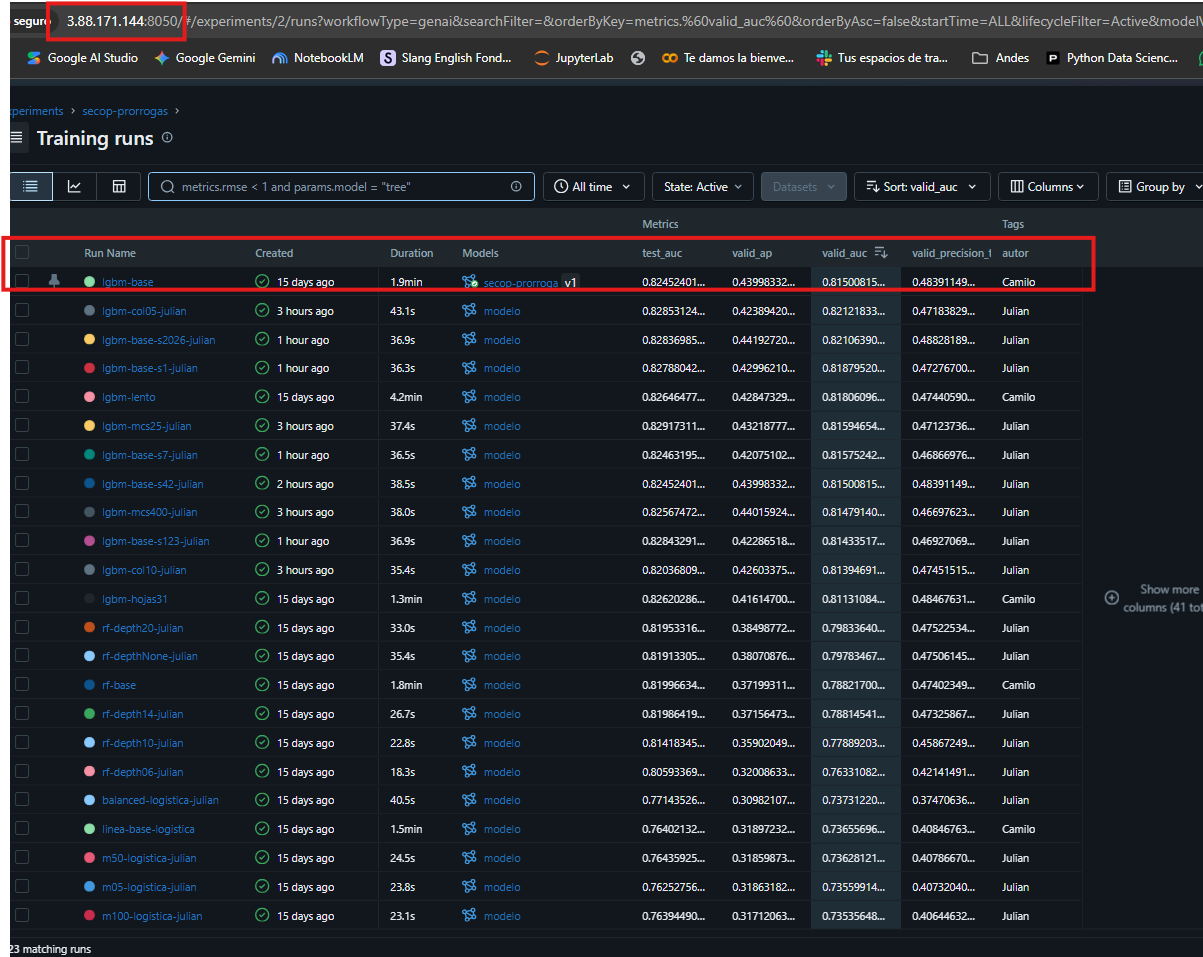 seguro 3.88.171.144:8050/#/experiments/2/runs?workflowType=genai&searchFilter=&orderByKey=metrics.%60valid_auc%60&orderByAsc=false&startTime=ALL&lifecycleFilter=Active&modelV
Google AI Studio Google Gemini NotebookLM S Slang English Fond... JupyterLab Te damos la bienve... Tus espacios de tra... Andes P Python Data Scienc...
xperiments > secop-prorrogas >
Training runs
metrics.rmse < 1 and params.model = "tree" All time State: Active Datasets Sort: valid_auc Columns Group by
Metrics Tags
Run Name Created Duration Models test_auc valid_ap valid_auc valid_precision_t autor
lgbm-base 15 days ago 1.9min secop-prorroga v1 0.82452401... 0.43998332... 0.81500815... 0.48391149... Camilo
lgbm-col05-julian 3 hours ago 43.1s modelo 0.82853124... 0.42389420... 0.82121833... 0.47183829... Julian
lgbm-base-s2026-julian 1 hour ago 36.9s modelo 0.82836985... 0.44192720... 0.82106390... 0.48828189... Julian
lgbm-base-s1-julian 1 hour ago 36.3s modelo 0.82788042... 0.42996210... 0.81879520... 0.47276700... Julian
lgbm-lento 15 days ago 4.2min modelo 0.82646477... 0.42847329... 0.81806096... 0.47440590... Camilo
lgbm-mcs25-julian 3 hours ago 37.4s modelo 0.82917311... 0.43218777... 0.81594654... 0.47123736... Julian
lgbm-base-s7-julian 1 hour ago 36.5s modelo 0.82463195... 0.42075102... 0.81575242... 0.46866976... Julian
lgbm-base-s42-julian 2 hours ago 38.5s modelo 0.82452401... 0.43998332... 0.81500815... 0.48391149... Julian
lgbm-mcs400-julian 3 hours ago 38.0s modelo 0.82567472... 0.44015924... 0.81479140... 0.46697623... Julian
lgbm-base-s123-julian 1 hour ago 36.9s modelo 0.82843291... 0.42286518... 0.81433517... 0.46927069... Julian
lgbm-col10-julian 3 hours ago 35.4s modelo 0.82036809... 0.42603375... 0.81394691... 0.47451515... Julian
lgbm-hojas31 15 days ago 1.3min modelo 0.82620286... 0.41614700... 0.81131084... 0.48467631... Camilo
rf-depth20-julian 15 days ago 33.0s modelo 0.81953316... 0.38498772... 0.79833640... 0.47522534... Julian
rf-depthNone-julian 15 days ago 35.4s modelo 0.81913305... 0.38070876... 0.79783467... 0.47506145... Julian
rf-base 15 days ago 1.8min modelo 0.81996634... 0.37199311... 0.78821700... 0.47402349... Camilo
rf-depth14-julian 15 days ago 26.7s modelo 0.81986419... 0.37156473... 0.78814541... 0.47325867... Julian
rf-depth10-julian 15 days ago 22.8s modelo 0.81418345... 0.35902049... 0.77889203... 0.45867249... Julian
rf-depth06-julian 15 days ago 18.3s modelo 0.80593369... 0.32008633... 0.76331082... 0.42141491... Julian
balanced-logistica-julian 15 days ago 40.5s modelo 0.77143526... 0.30982107... 0.73731220... 0.37470636... Julian
linea-base-logistica 15 days ago 1.5min modelo 0.76402132... 0.31897232... 0.73655696... 0.40846763... Camilo
m50-logistica-julian 15 days ago 24.5s modelo 0.76435925... 0.31859873... 0.73628121... 0.40786670... Julian
m05-logistica-julian 15 days ago 23.8s modelo 0.76252756... 0.31863182... 0.73559914... 0.40732040... Julian
m100-logistica-julian 15 days ago 23.1s modelo 0.76394490... 0.31712063... 0.73535648... 0.40644632... Julian
Show more
columns (41 tot
23 matching runs